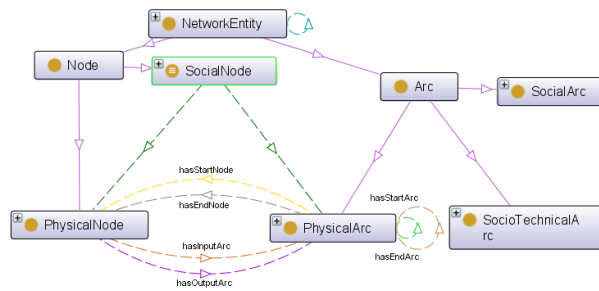 NetworkEntity
Node
SocialNode
Arc
SocialArc
hasStartNode
hasStartArc
hasEndNode
PhysicalNode
PhysicalArc
SocioTechnicalA
rc
hasInputArc
hasEndArc
hasOutputArc